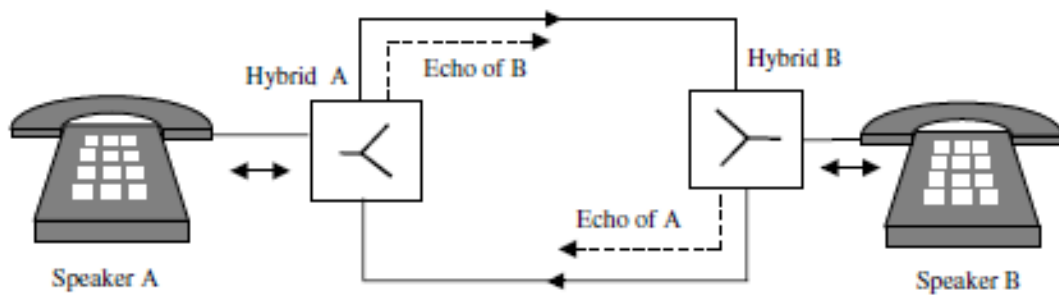 Hybrid A
Echo of B
Hybrid B
Echo of A
Speaker A
Speaker B